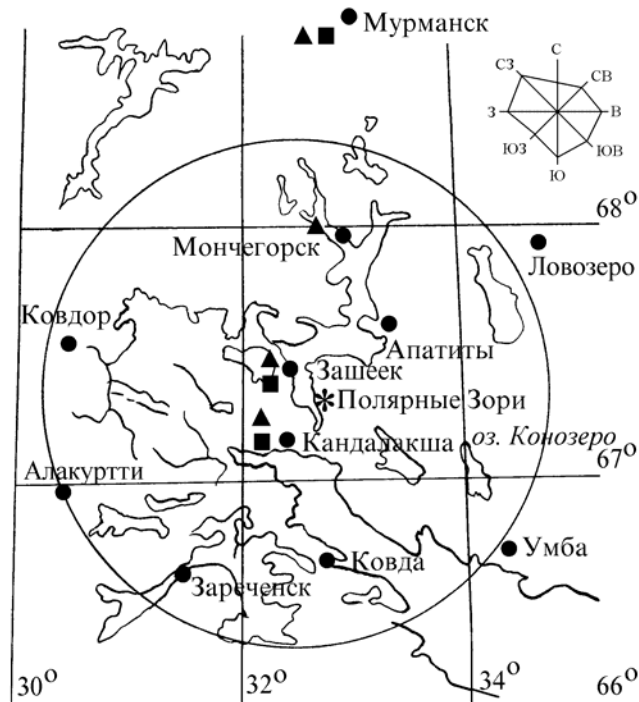 Мурманск
С
СЗ
СВ
З
В
ЮЗ
ЮВ
Ю
68°
Мончегорск
Ловозеро
Ковдор
Апатиты
Зашеек
Полярные Зори
Кандалакша
оз. Конозеро
Алакуртти
67°
Умба
Ковда
Зареченск
30°
32°
34°
66°